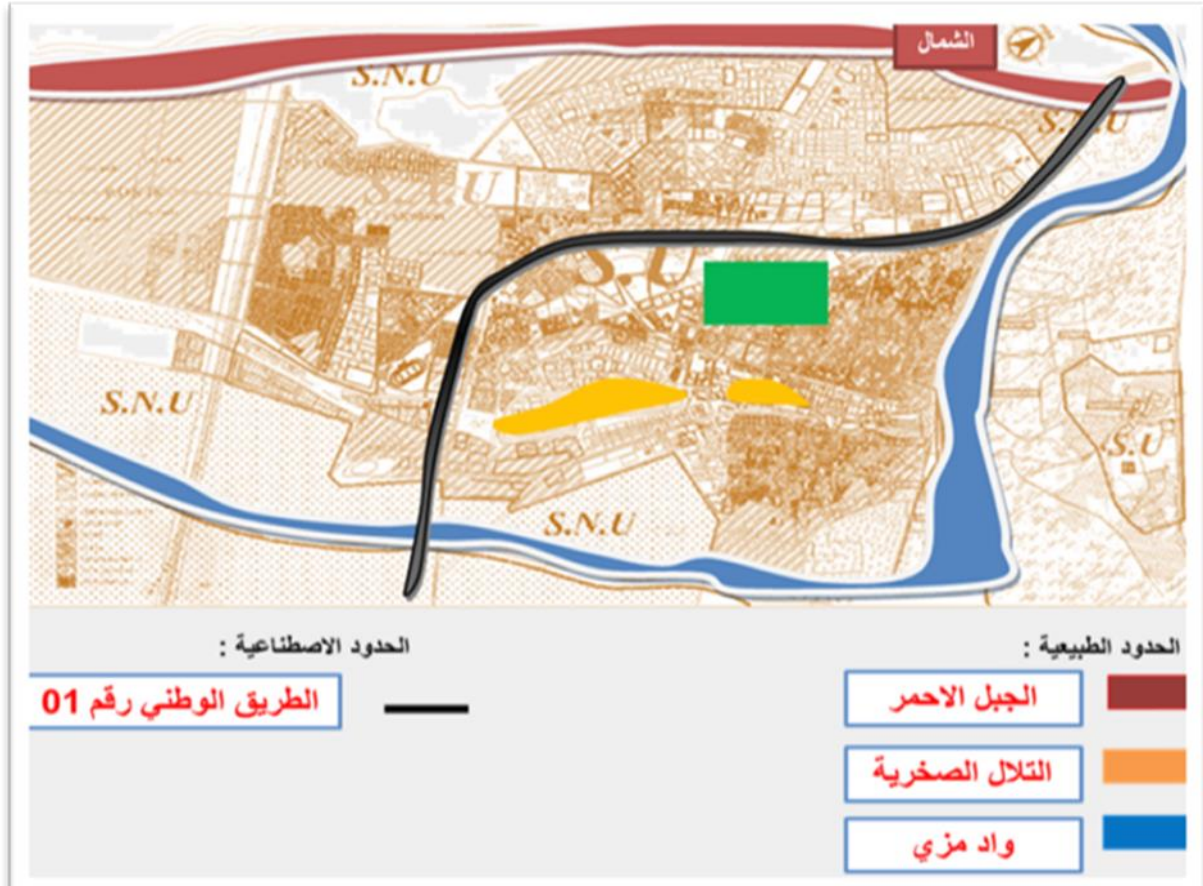 الشمال
S.N.U
S.N.U
S.U
S.N.U
S.U
S.N.U
الحدود الطبيعية :
الجبل الاحمر
التلال الصخرية
واد مزي
الحدود الاصطناعية :
الطريق الوطني رقم 01